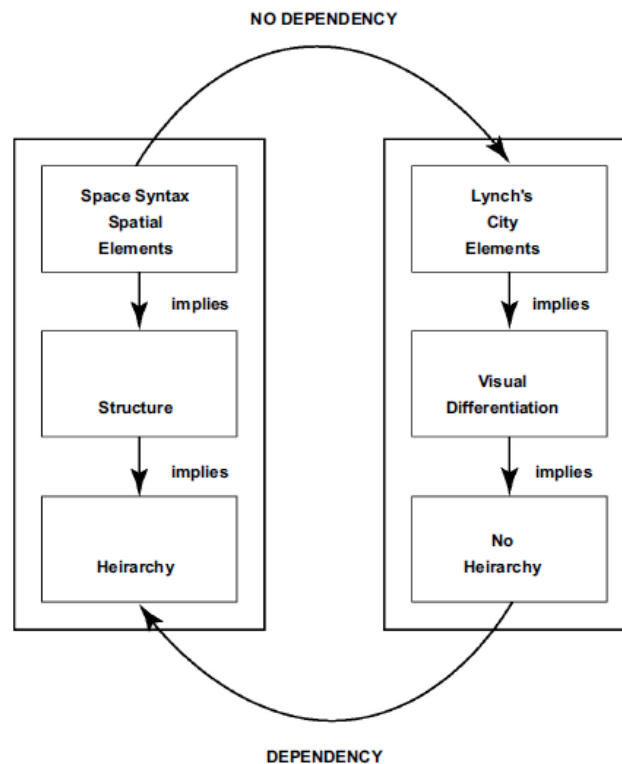 NO DEPENDENCY
Space Syntax
Spatial
Elements
implies
Structure
implies
Heirarchy
Lynch's
City
Elements
implies
Visual
Differentiation
implies
No
Heirarchy
DEPENDENCY